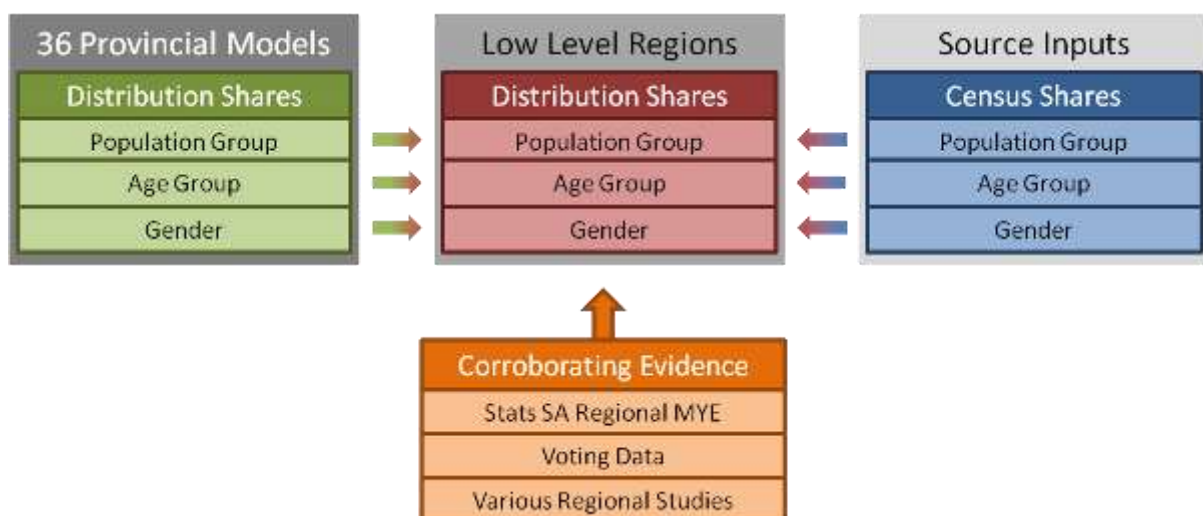 36 Provincial Models
Distribution Shares
Population Group
Age Group
Gender
Low Level Regions
Distribution Shares
Population Group
Age Group
Gender
Source Inputs
Census Shares
Population Group
Age Group
Gender
Corroborating Evidence
Stats SA Regional MYE
Voting Data
Various Regional Studies